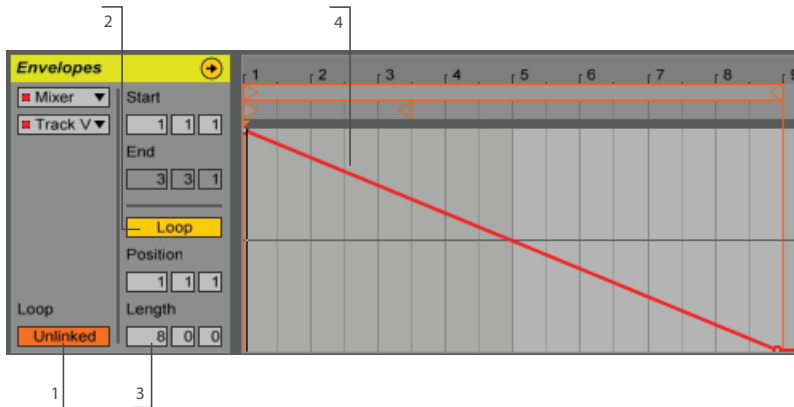 2
4
Envelopes
Mixer
Track V
Start
1 1 1
End
3 3 1
Loop
Position
1 1 1
Length
8 0 0
Loop
Unlinked
1 2 3 4 5 6 7 8 9
1
3